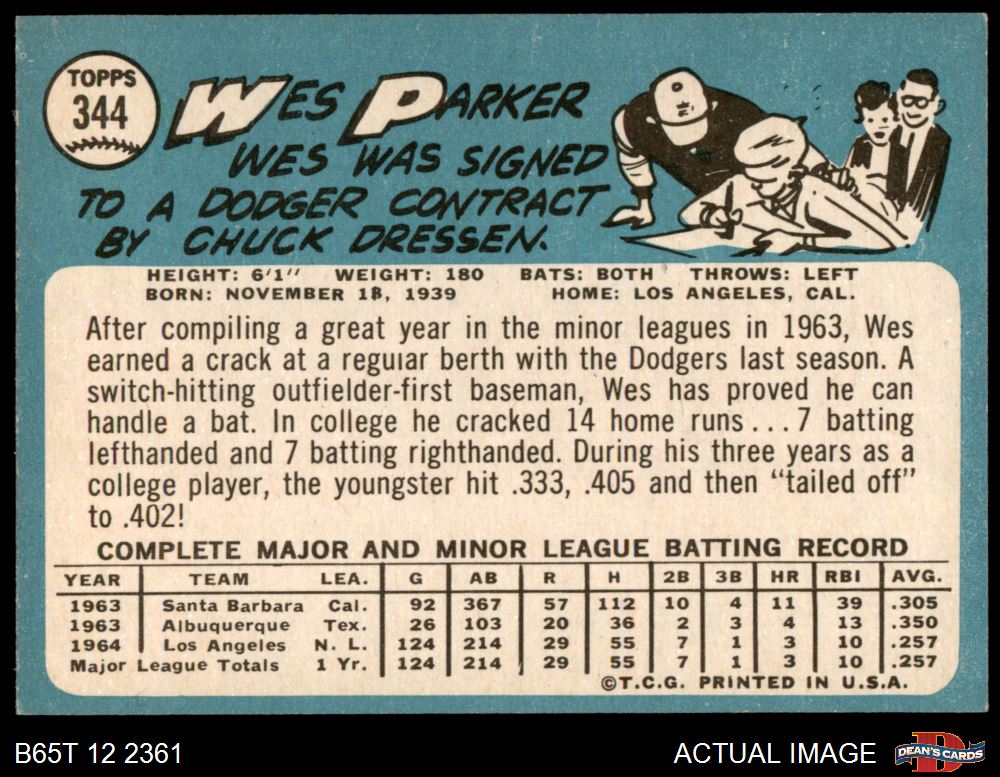 TOPPS
344
WES PARKER
WES WAS SIGNED
TO A DODGER CONTRACT
BY CHUCK DRESSEN.
HEIGHT: 6'1" WEIGHT: 180 BATS: BOTH THROWS: LEFT
BORN: NOVEMBER 18, 1939 HOME: LOS ANGELES, CAL.
After compiling a great year in the minor leagues in 1963, Wes
earned a crack at a regular berth with the Dodgers last season. A
switch-hitting outfielder-first baseman, Wes has proved he can
handle a bat. In college he cracked 14 home runs...7 batting
lefthanded and 7 batting righthanded. During his three years as a
college player, the youngster hit .333, .405 and then “tailed off”
to .402!
COMPLETE MAJOR AND MINOR LEAGUE BATTING RECORD
YEAR TEAM LEA. G AB R H 2B 3B HR RBI AVG.
1963 Santa Barbara Cal. 92 367 57 112 10 4 11 39 .305
1963 Albuquerque Tex. 26 103 20 36 2 3 4 13 .350
1964 Los Angeles N. L. 124 214 29 55 7 1 3 10 .257
Major League Totals 1 Yr. 124 214 29 55 7 1 3 10 .257
©T.C.G. PRINTED IN U.S.A.
B65T 12 2361 ACTUAL IMAGE DEAN'S CARDS